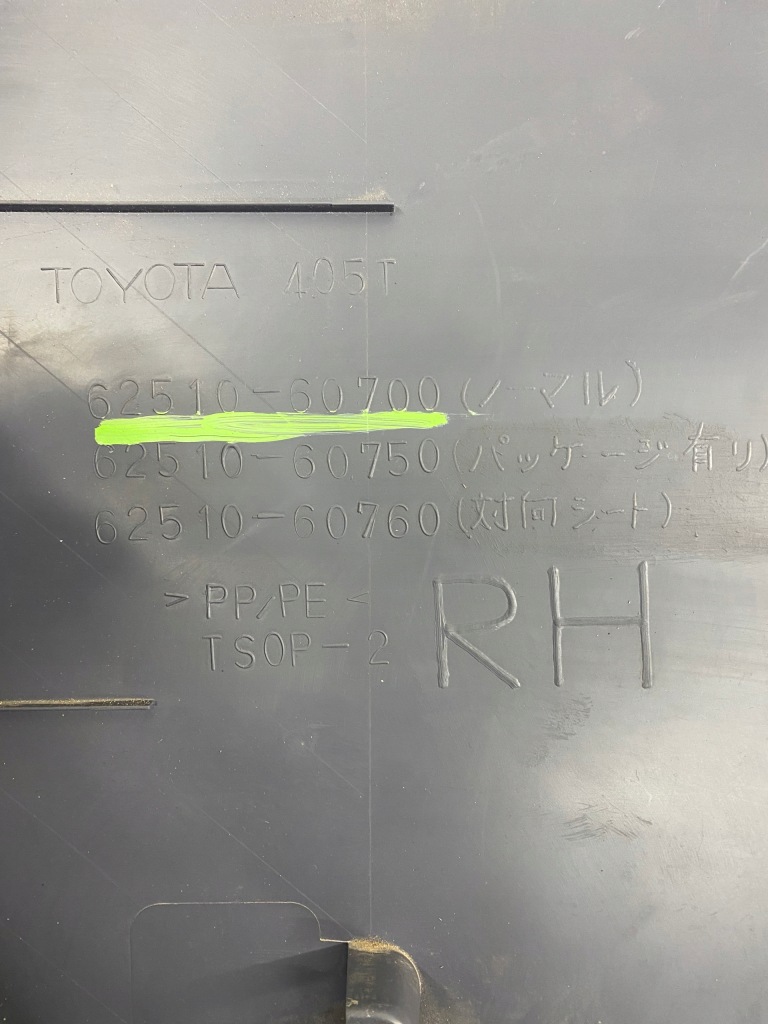 TOYOTA 405T
62510-60700(ノーマル)
62510-60750(パッケージ有リ)
62510-60760(対向シート)
>PP/PE<
TSOP-2
RH